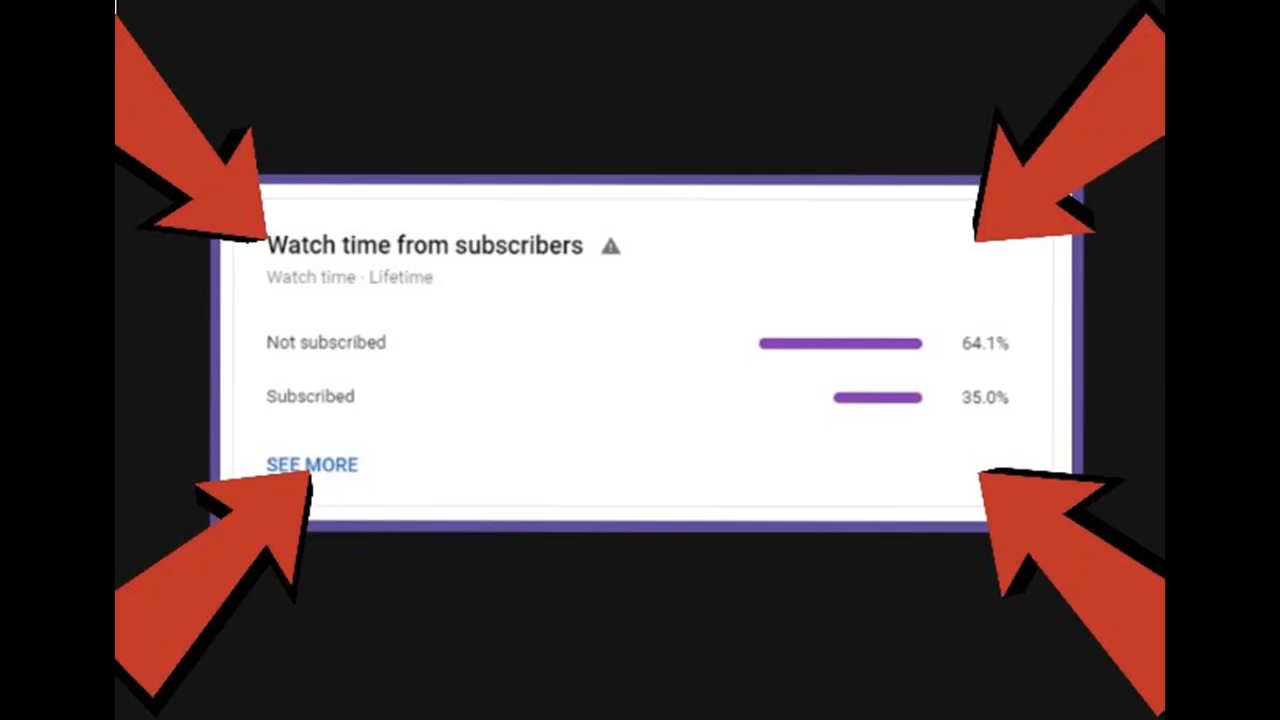 Watch time from subscribers
Watch time · Lifetime
Not subscribed 64.1%
Subscribed 35.0%
SEE MORE